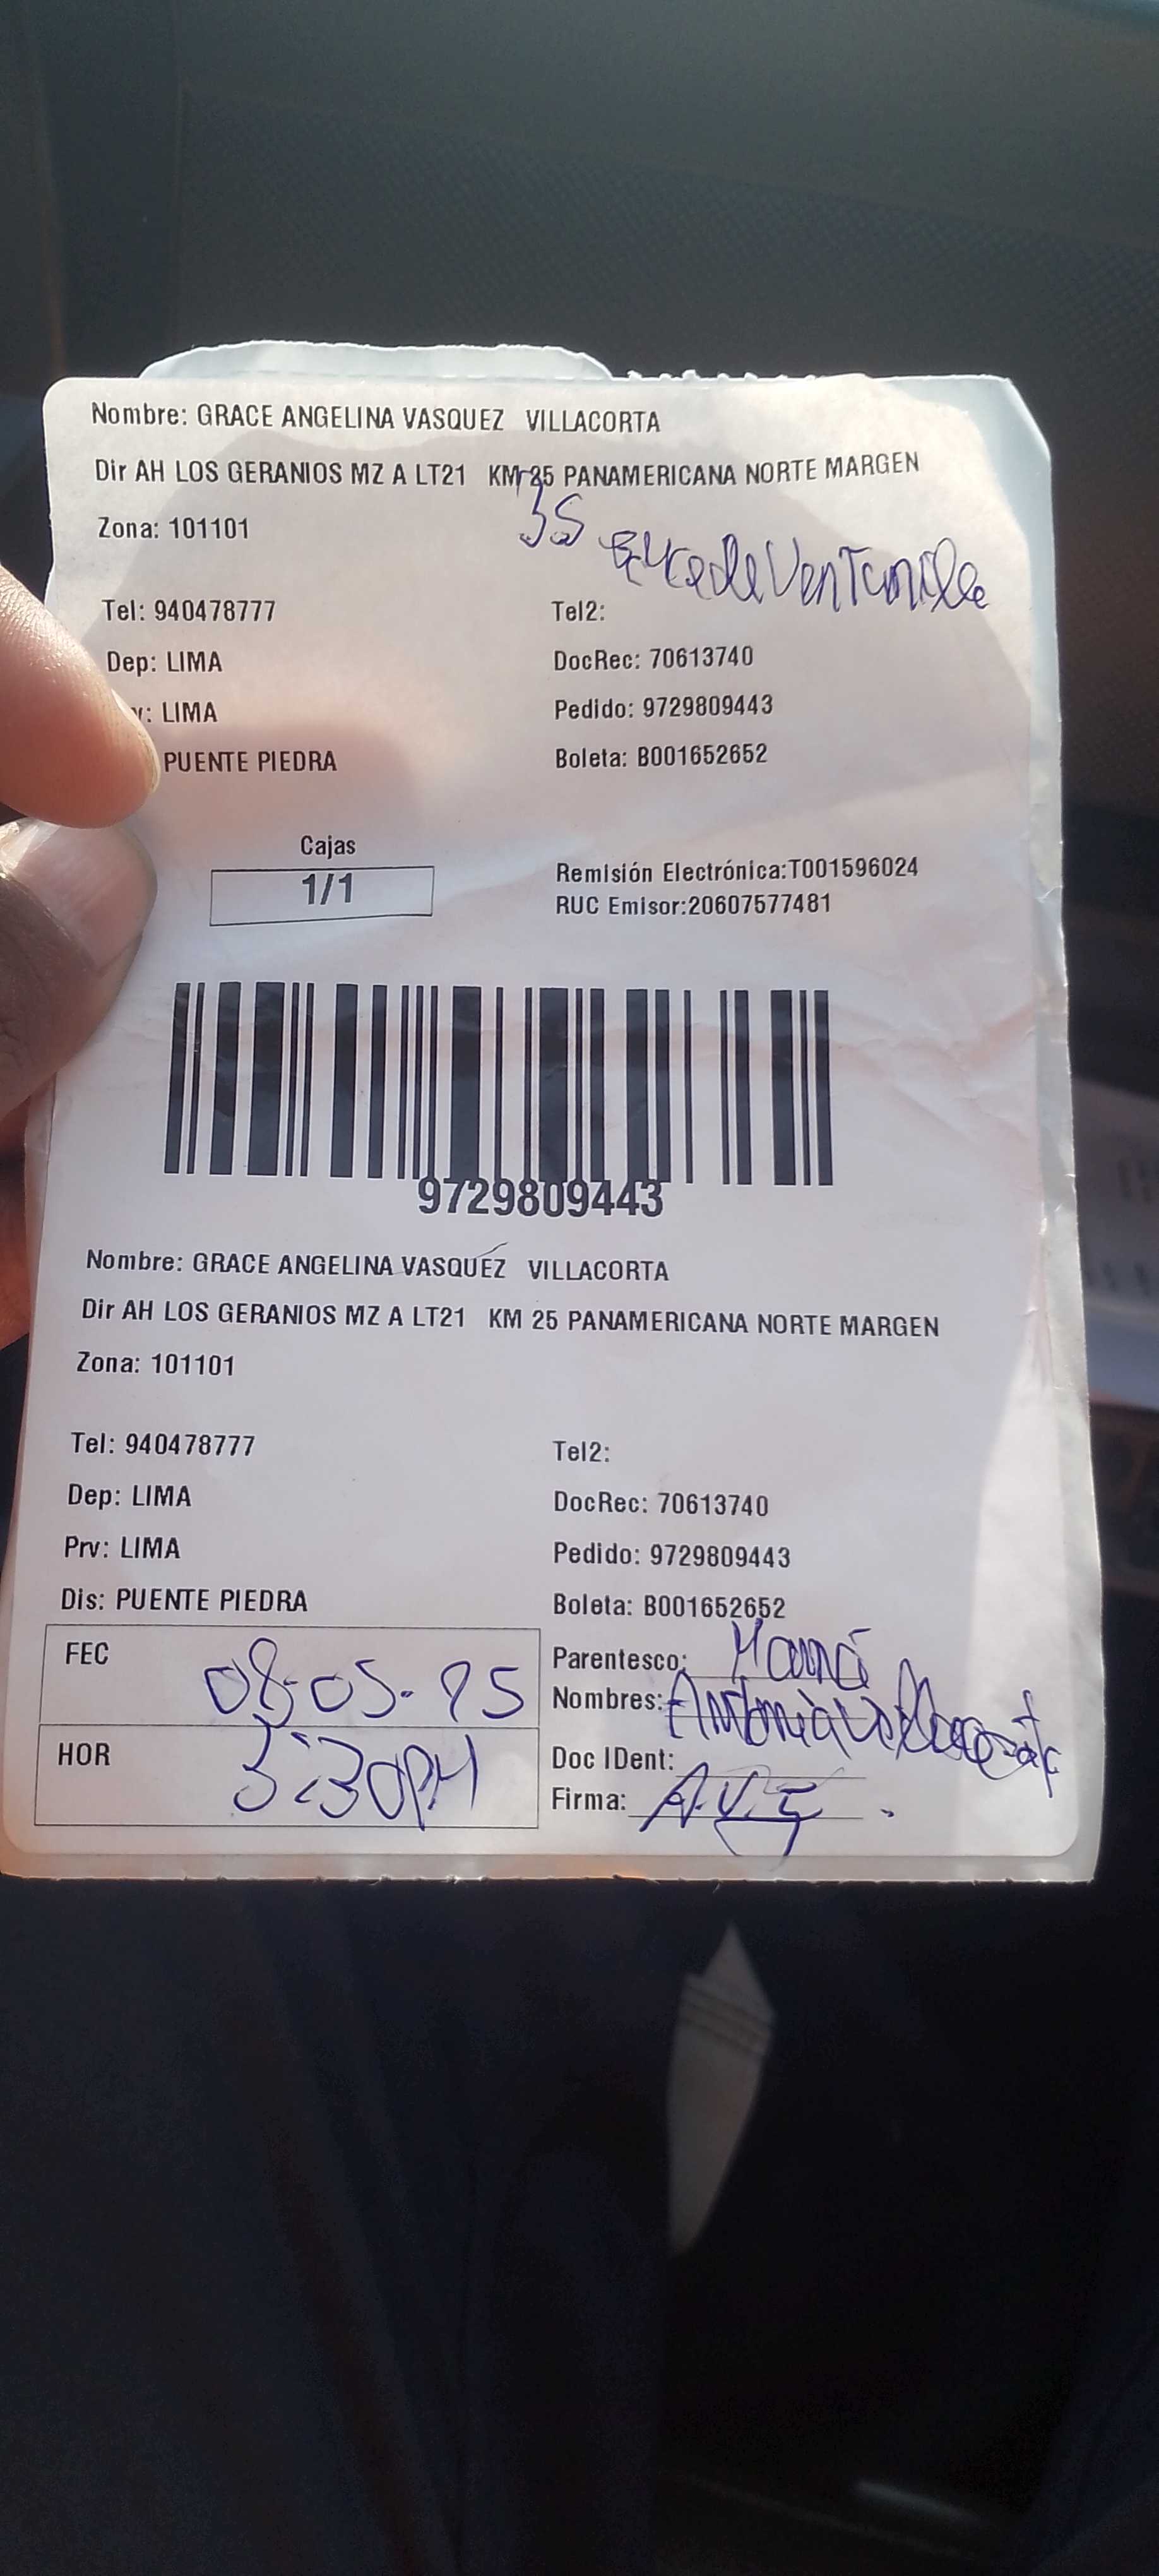 Nombre: GRACE ANGELINA VASQUEZ VILLACORTA
Dir AH LOS GERANIOS MZ A LT21 KM 25 PANAMERICANA NORTE MARGEN
Zona: 101101
35
Tel: 940478777 Tel2:
Dep: LIMA DocRec: 70613740
v: LIMA Pedido: 9729809443
PUENTE PIEDRA Boleta: B001652652
Cajas
1/1
Remisión Electrónica:T001596024
RUC Emisor:20607577481
9729809443
Nombre: GRACE ANGELINA VASQUEZ VILLACORTA
Dir AH LOS GERANIOS MZ A LT21 KM 25 PANAMERICANA NORTE MARGEN
Zona: 101101
Tel: 940478777 Tel2:
Dep: LIMA DocRec: 70613740
Prv: LIMA Pedido: 9729809443
Dis: PUENTE PIEDRA Boleta: B001652652
FEC 08-05-95
HOR 3:30PM
Parentesco: Mamá
Nombres: Antonia
Doc IDent:
Firma: A.V.